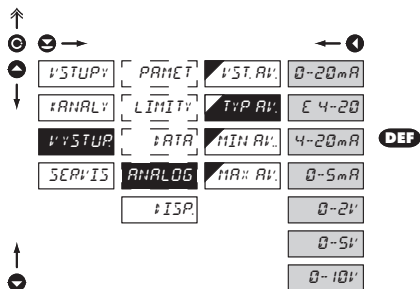 VSTUPY PAMET VST. AV. 0-20mA
KANALY LIMITY TYP AV. E 4-20
VYSTUP. DATA MIN AV. 4-20mA DEF
SERVIS ANALOG MAX AV. 0-5mA
DISP. 0-2V
0-5V
0-10V